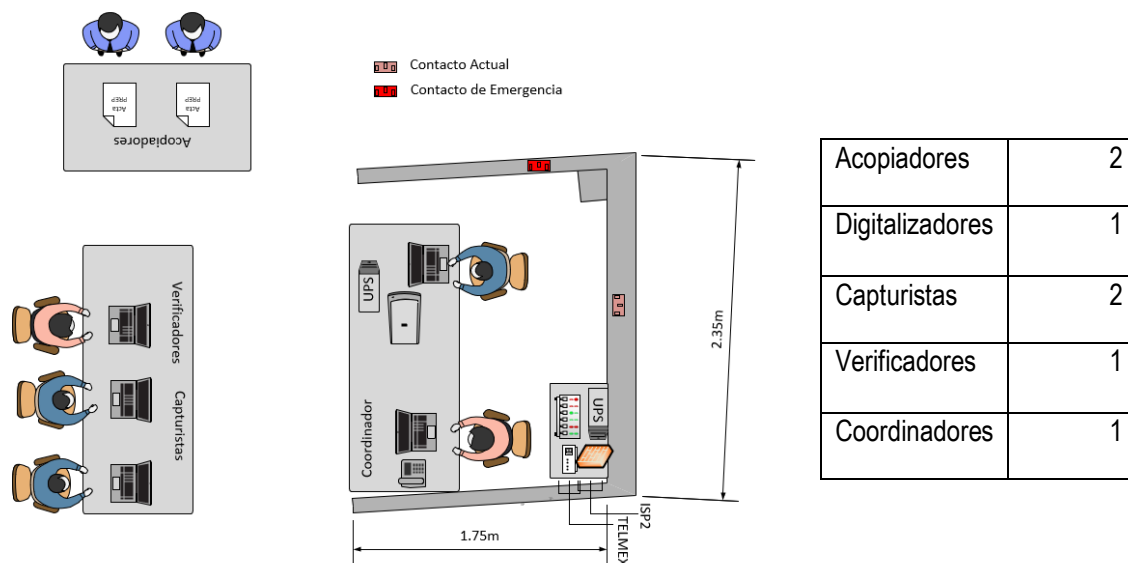 Contacto Actual
Contacto de Emergencia
Acta
PREP
Acta
PREP
Acopiadores
Verificadores
Capturistas
UPS
Coordinador
UPS
2.35m
1.75m
ISP2
TELMEX
Acopiadores 2
Digitalizadores 1
Capturistas 2
Verificadores 1
Coordinadores 1